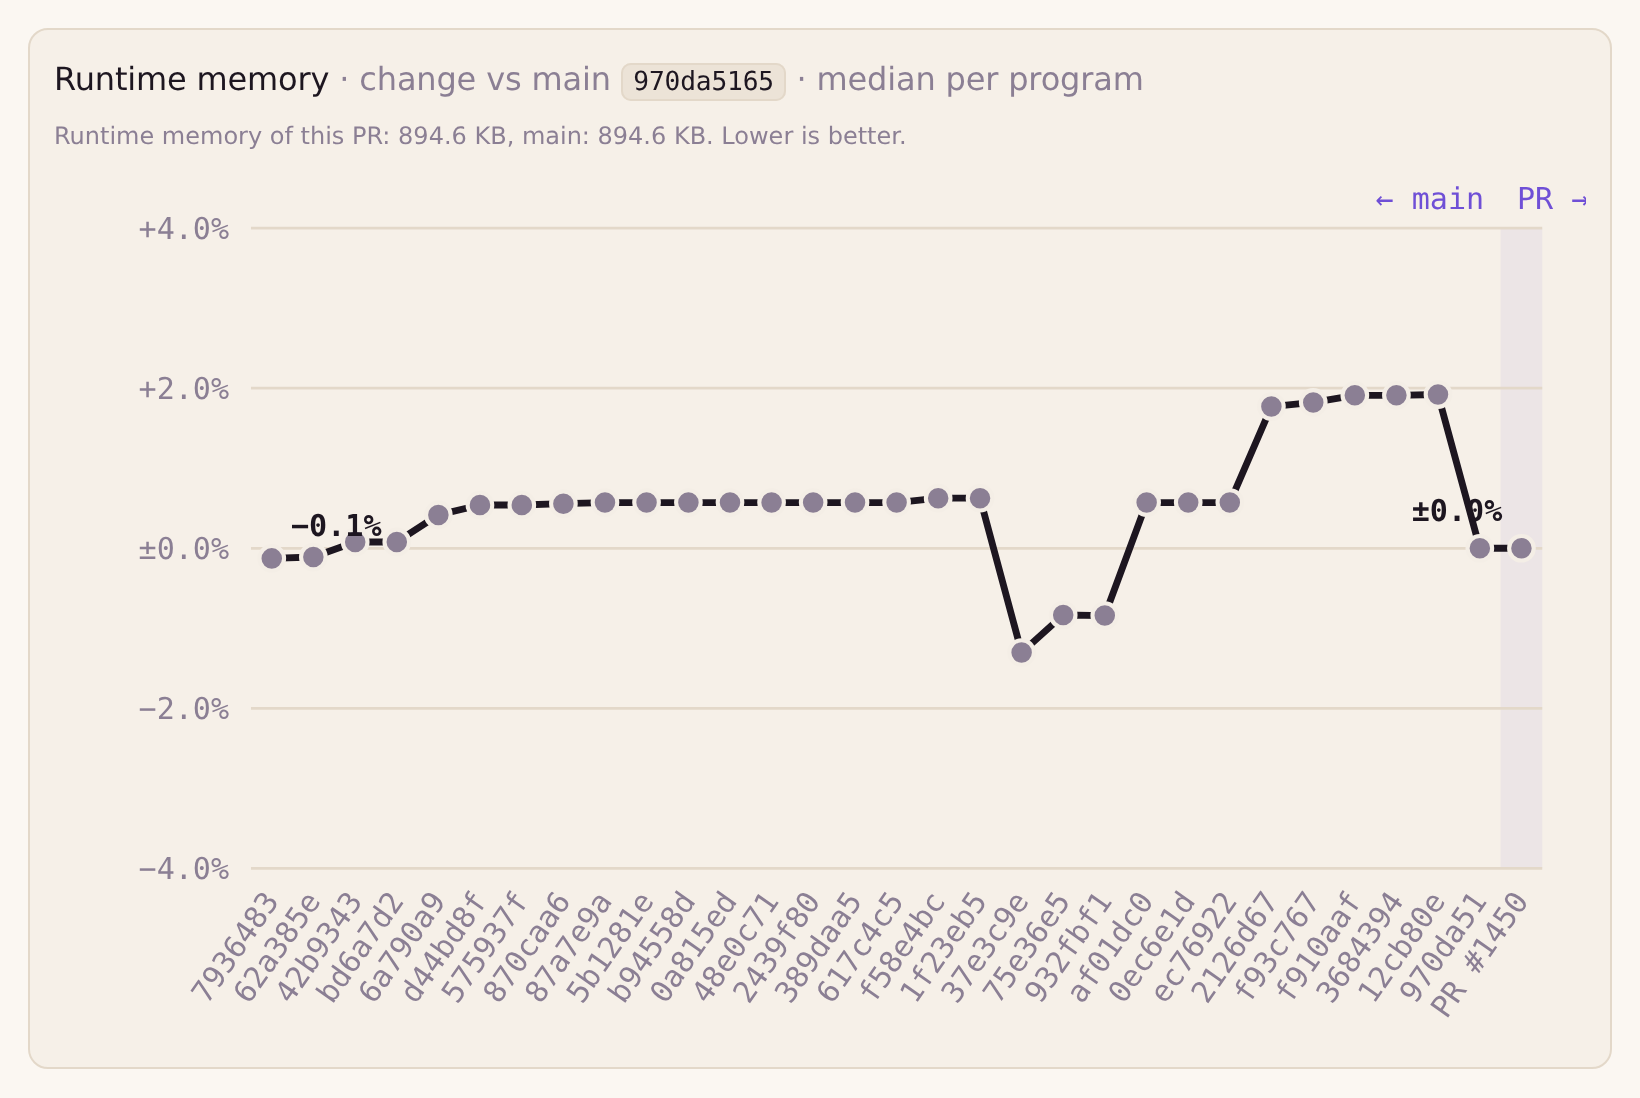 Runtime memory · change vs main 970da5165 · median per program
Runtime memory of this PR: 894.6 KB, main: 894.6 KB. Lower is better.
← main PR →
+4.0%
+2.0%
±0.0%
−2.0%
−4.0%
−0.1%
±0.0%
7936483
62a385e
42b9343
bd6a7d2
6a790a9
d44bd8f
575937f
870caa6
87a7e9a
5b1281e
b94558d
0a815ed
48e0c71
2439f80
389daa5
617c4c5
f58e4bc
1f23eb5
37e3c9e
75e36e5
932fbf1
af01dc0
0ec6e1d
ec76922
2126d67
f93c767
f910aaf
3684394
12cb80e
970da51
PR #1450